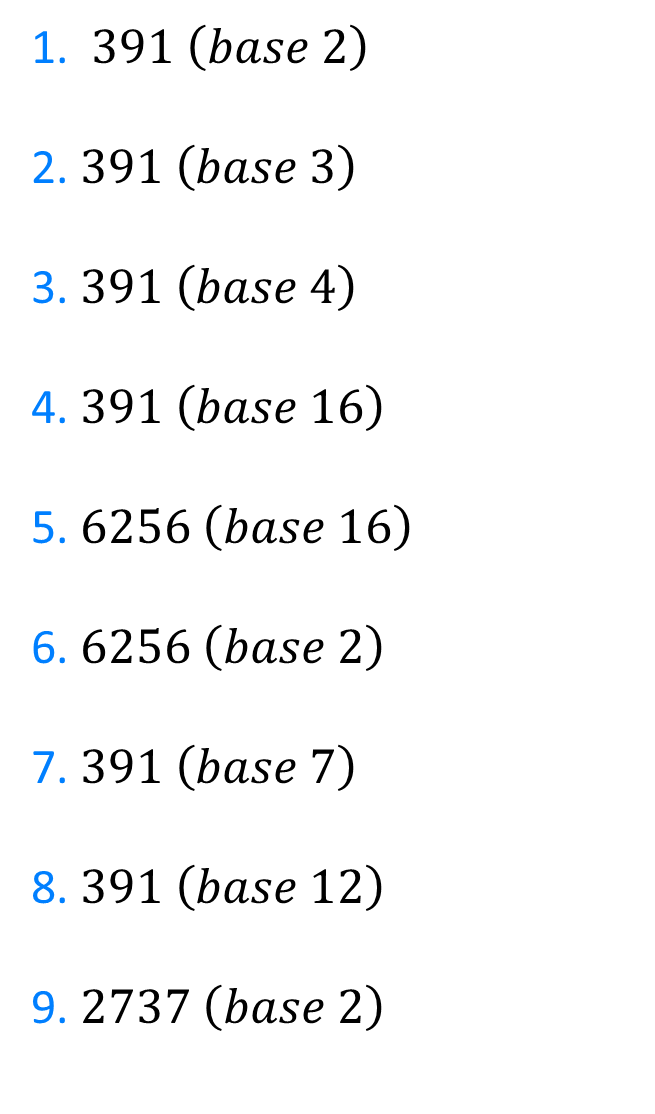 1. 391 (base 2)
2. 391 (base 3)
3. 391 (base 4)
4. 391 (base 16)
5. 6256 (base 16)
6. 6256 (base 2)
7. 391 (base 7)
8. 391 (base 12)
9. 2737 (base 2)